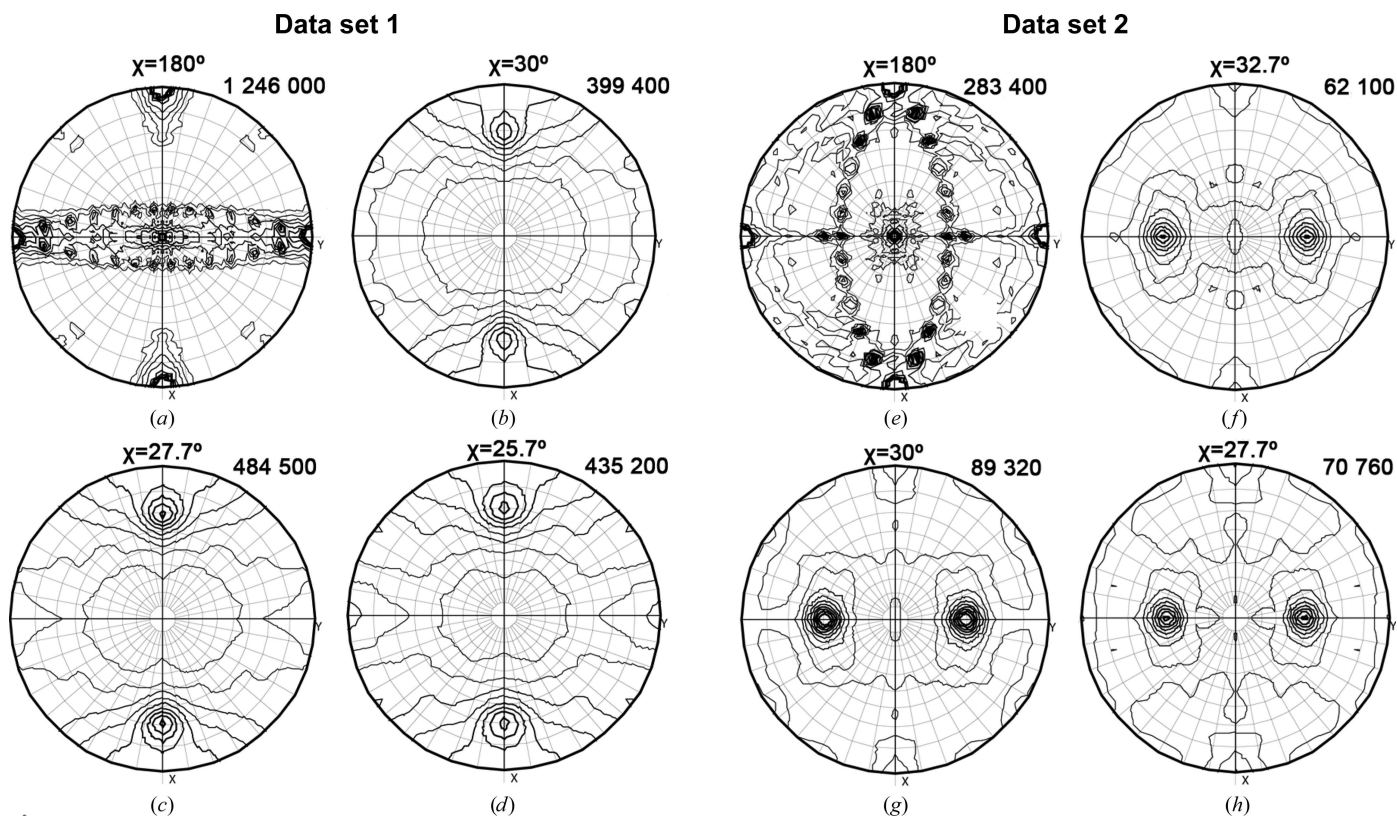 Data set 1
Data set 2
χ=180º
1 246 000
Y
X
(a)
χ=30º
399 400
Y
X
(b)
χ=180º
283 400
Y
X
(e)
χ=32.7º
62 100
Y
X
(f)
χ=27.7º
484 500
Y
X
(c)
χ=25.7º
435 200
Y
X
(d)
χ=30º
89 320
Y
X
(g)
χ=27.7º
70 760
Y
X
(h)